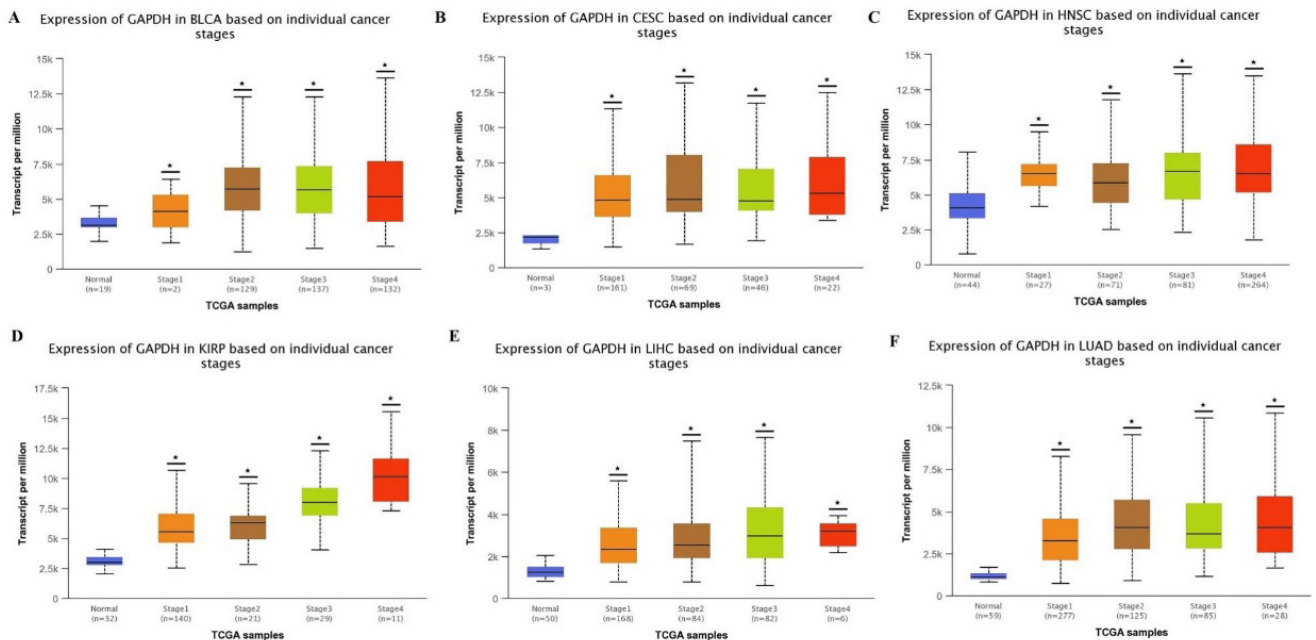 A
Expression of GAPDH in BLCA based on individual cancer
stages
Transcript per million
15k
12.5k
10k
7.5k
5k
2.5k
0
* * * *
Normal Stage1 Stage2 Stage3 Stage4
(n=19) (n=2) (n=129) (n=137) (n=132)
TCGA samples
B
Expression of GAPDH in CESC based on individual cancer
stages
Transcript per million
15k
12.5k
10k
7.5k
5k
2.5k
0
* * * *
Normal Stage1 Stage2 Stage3 Stage4
(n=3) (n=161) (n=69) (n=46) (n=22)
TCGA samples
C
Expression of GAPDH in HNSC based on individual cancer
stages
Transcript per million
15k
12.5k
10k
7.5k
5k
2.5k
0
* * * *
Normal Stage1 Stage2 Stage3 Stage4
(n=44) (n=27) (n=71) (n=81) (n=264)
TCGA samples
D
Expression of GAPDH in KIRP based on individual cancer
stages
Transcript per million
17.5k
15k
12.5k
10k
7.5k
5k
2.5k
0
* * * *
Normal Stage1 Stage2 Stage3 Stage4
(n=32) (n=140) (n=21) (n=29) (n=11)
TCGA samples
E
Expression of GAPDH in LIHC based on individual cancer
stages
Transcript per million
10k
8k
6k
4k
2k
0
* * * *
Normal Stage1 Stage2 Stage3 Stage4
(n=50) (n=168) (n=84) (n=82) (n=6)
TCGA samples
F
Expression of GAPDH in LUAD based on individual cancer
stages
Transcript per million
12.5k
10k
7.5k
5k
2.5k
0
* * * *
Normal Stage1 Stage2 Stage3 Stage4
(n=59) (n=277) (n=125) (n=85) (n=28)
TCGA samples